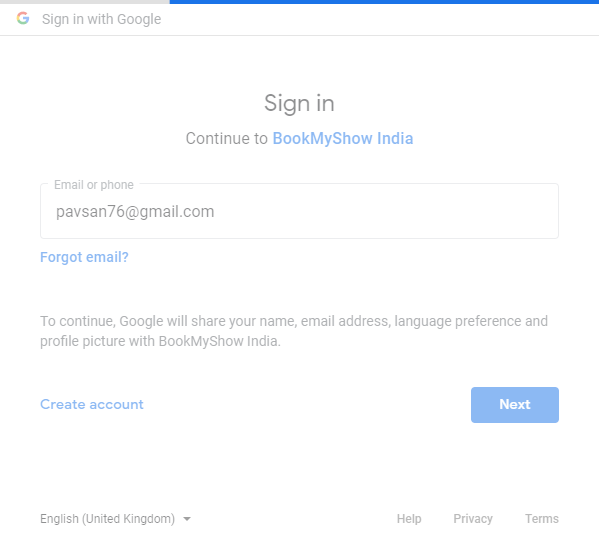 Sign in with Google
Sign in
Continue to BookMyShow India
Email or phone
pavsan76@gmail.com
Forgot email?
To continue, Google will share your name, email address, language preference and
profile picture with BookMyShow India.
Create account
Next
English (United Kingdom)
Help
Privacy
Terms